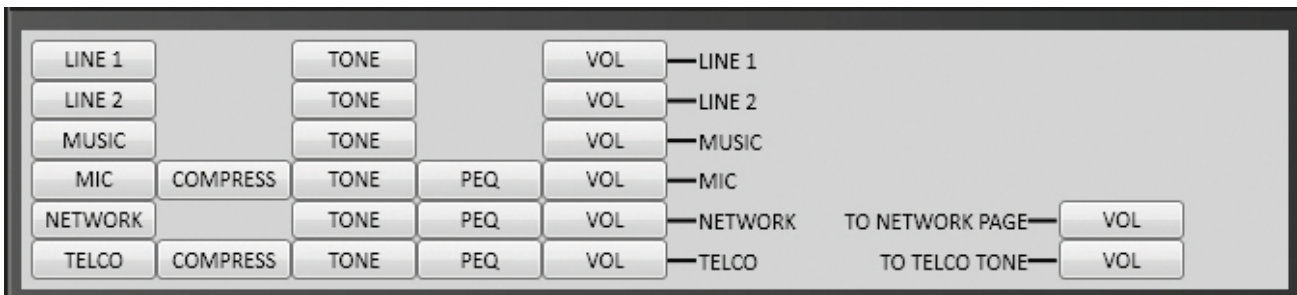 LINE 1 TONE VOL LINE 1
LINE 2 TONE VOL LINE 2
MUSIC TONE VOL MUSIC
MIC COMPRESS TONE PEQ VOL MIC
NETWORK TONE PEQ VOL NETWORK TO NETWORK PAGE VOL
TELCO COMPRESS TONE PEQ VOL TELCO TO TELCO TONE VOL